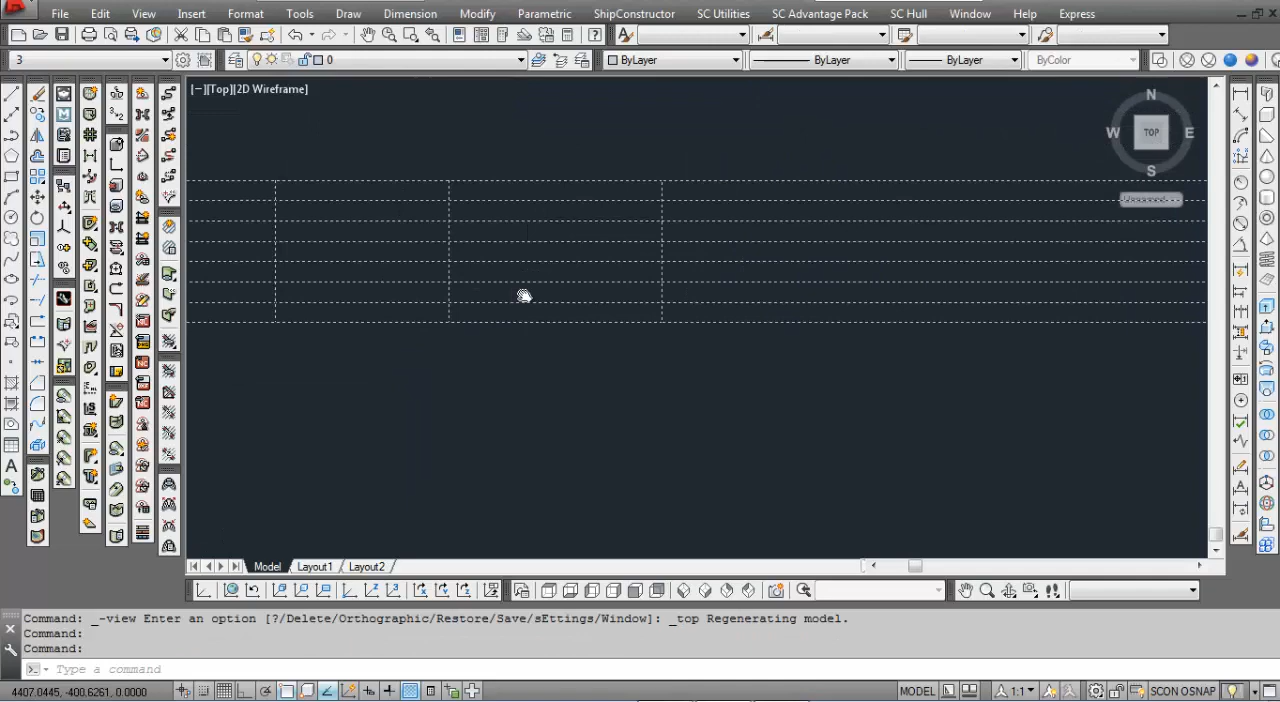 File Edit View Insert Format Tools Draw Dimension Modify Parametric ShipConstructor SC Utilities SC Advantage Pack SC Hull Window Help Express
3 0 ByLayer ByLayer ByLayer ByColor
[−][Top][2D Wireframe]
N
W TOP E
S
Unnamed
Model Layout1 Layout2
Command: _-view Enter an option [?/Delete/Orthographic/Restore/Save/sEttings/Window]: _top Regenerating model.
Command:
Command:
Type a command
4407.0445, -400.6261, 0.0000 MODEL 1:1 SCON OSNAP